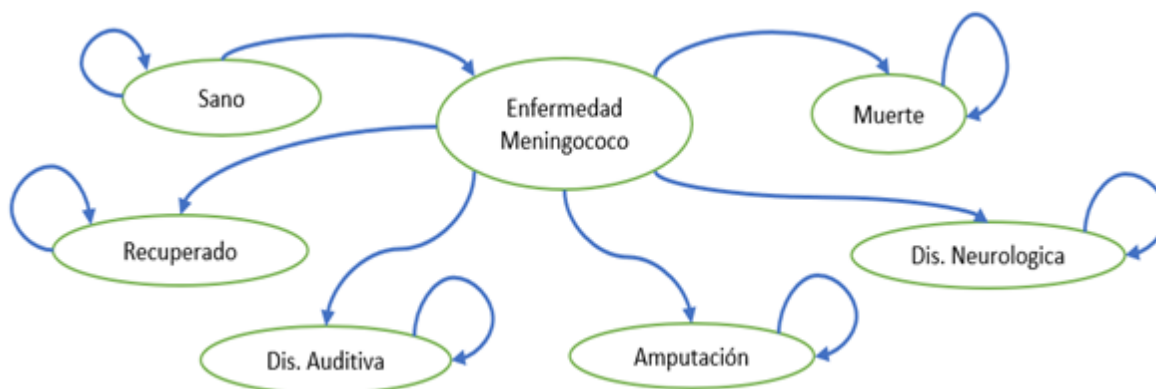 Sano
Enfermedad
Meningococo
Muerte
Recuperado
Dis. Neurologica
Dis. Auditiva
Amputación